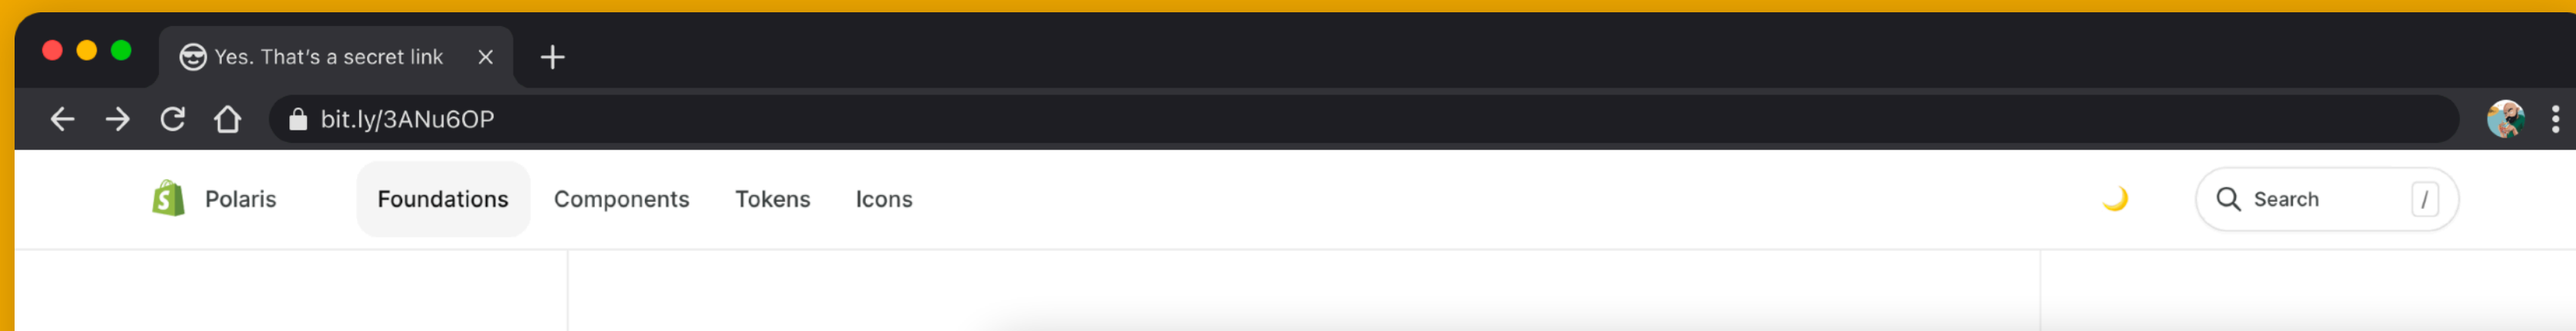 Yes. That's a secret link
bit.ly/3ANu6OP
Polaris Foundations Components Tokens Icons Search /